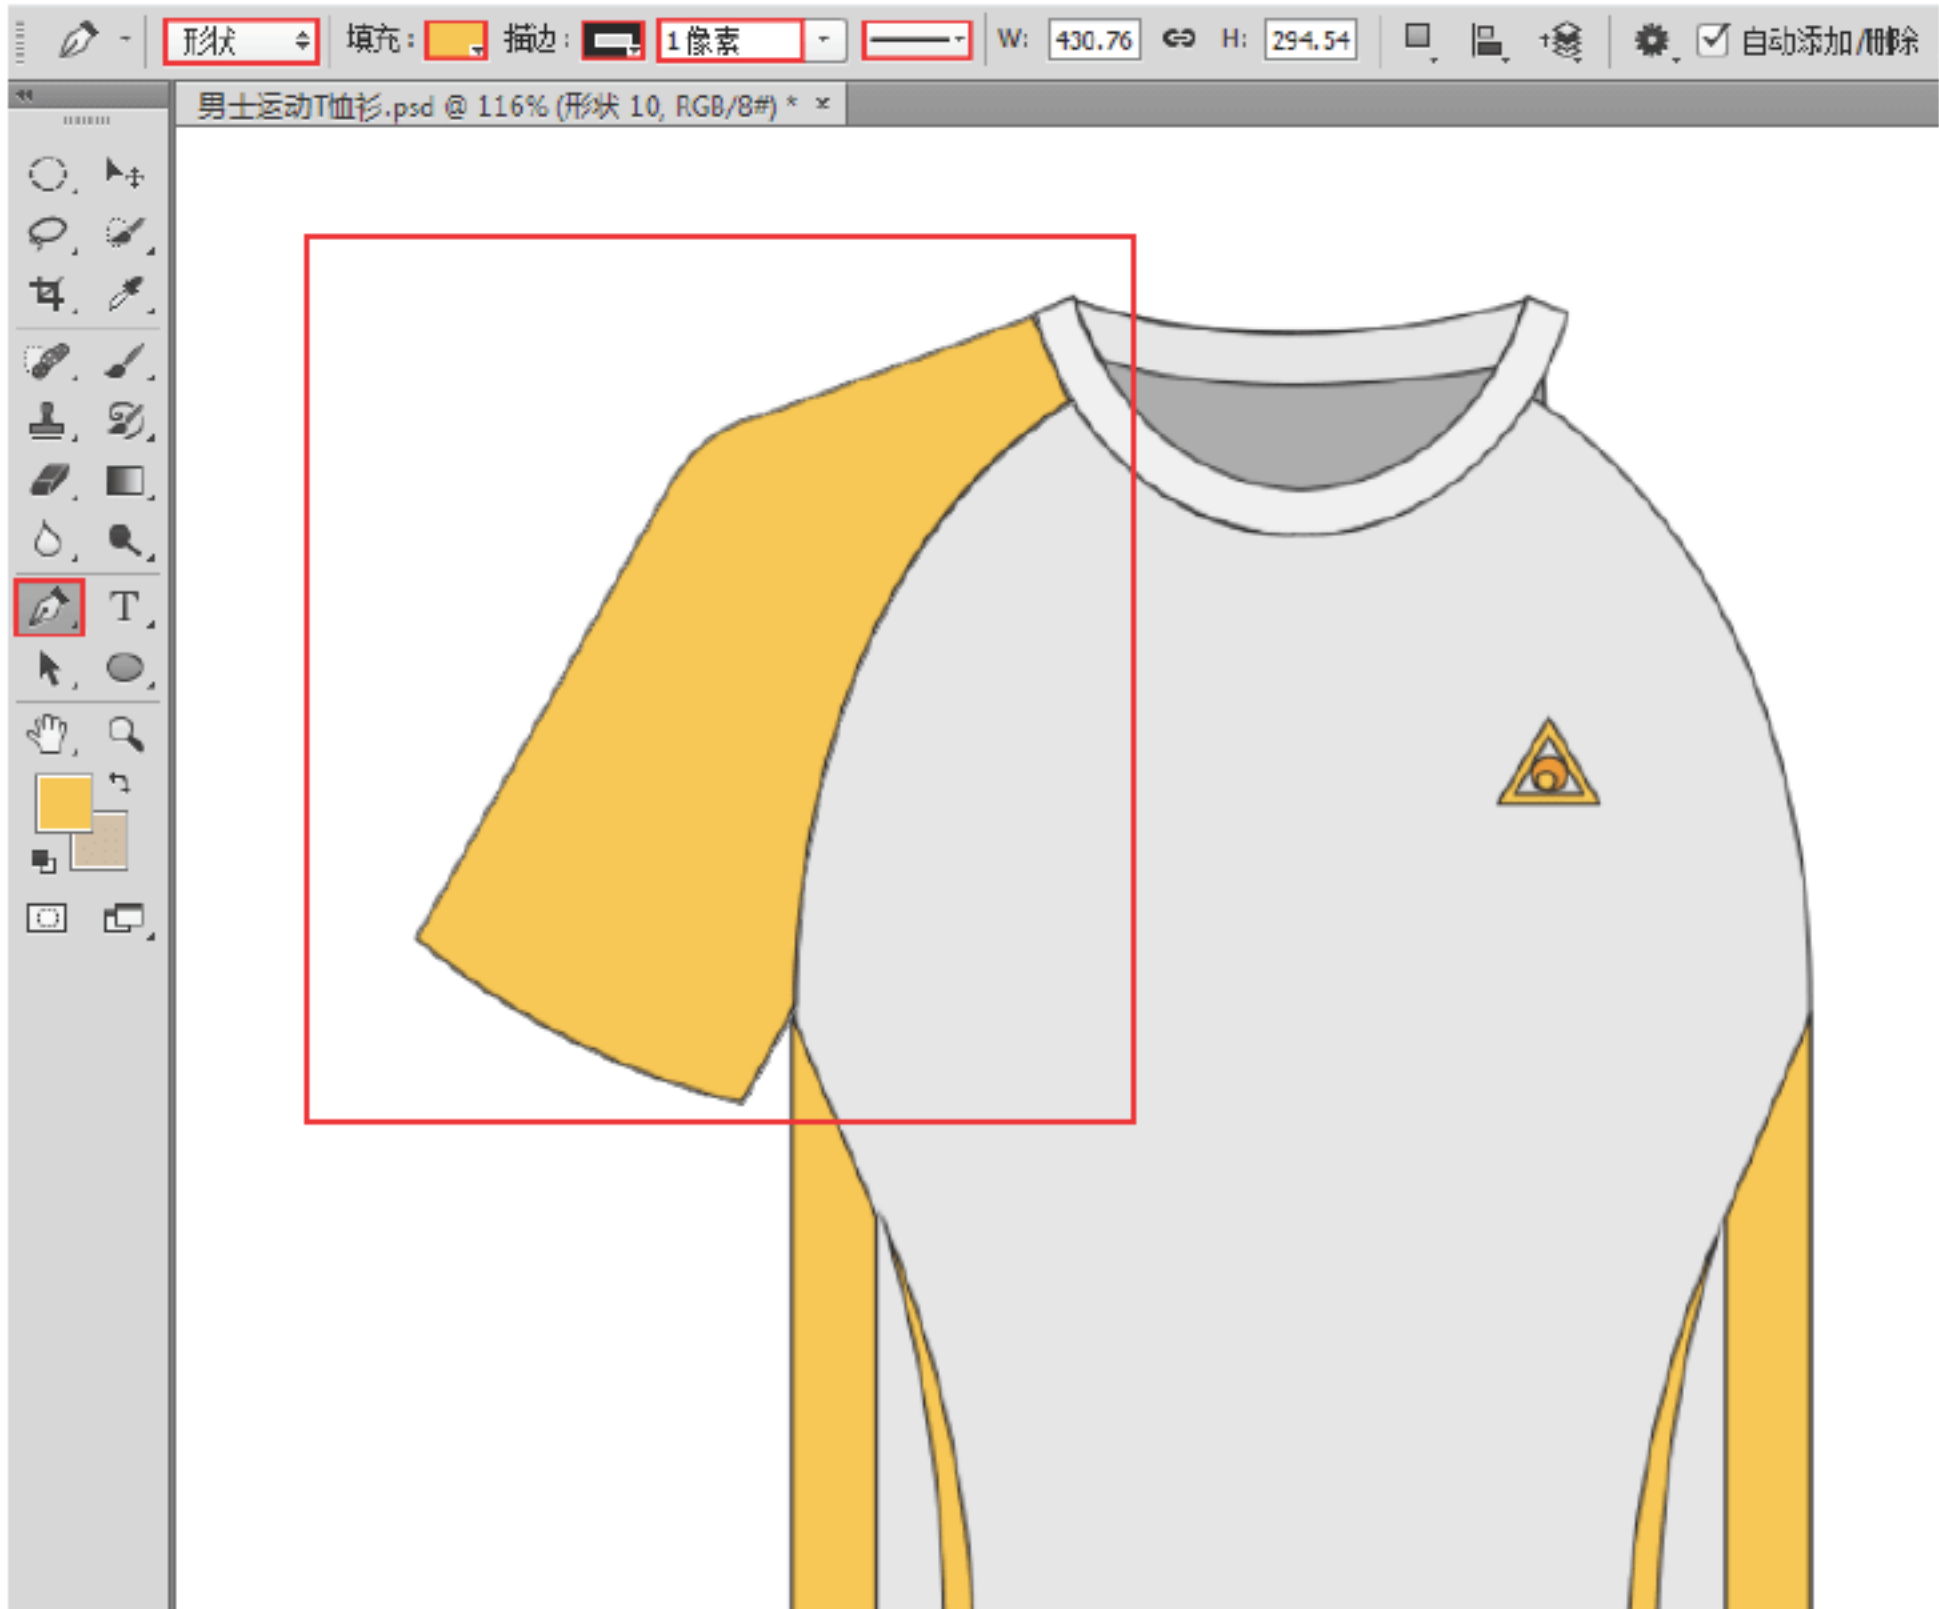 形状 填充: 描边: 1像素 W: 430.76 H: 294.54 自动添加/删除
男士运动T恤衫.psd @ 116% (形状 10, RGB/8#) * ×
T